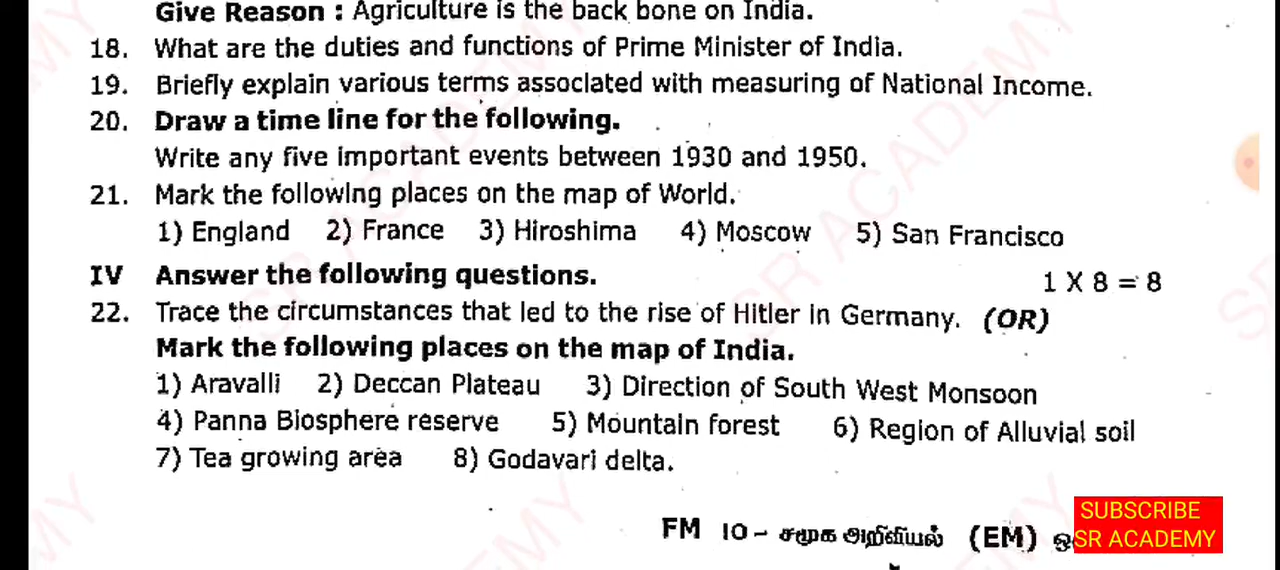 Give Reason : Agriculture is the back bone on India.
18. What are the duties and functions of Prime Minister of India.
19. Briefly explain various terms associated with measuring of National Income.
20. Draw a time line for the following.
Write any five important events between 1930 and 1950.
21. Mark the following places on the map of World.
1) England 2) France 3) Hiroshima 4) Moscow 5) San Francisco
IV Answer the following questions. 1 X 8 = 8
22. Trace the circumstances that led to the rise of Hitler in Germany. (OR)
Mark the following places on the map of India.
1) Aravalli 2) Deccan Plateau 3) Direction of South West Monsoon
4) Panna Biosphere reserve 5) Mountain forest 6) Region of Alluvial soil
7) Tea growing area 8) Godavari delta.
FM 10 - சமூக அறிவியல் (EM)
SUBSCRIBE
SR ACADEMY